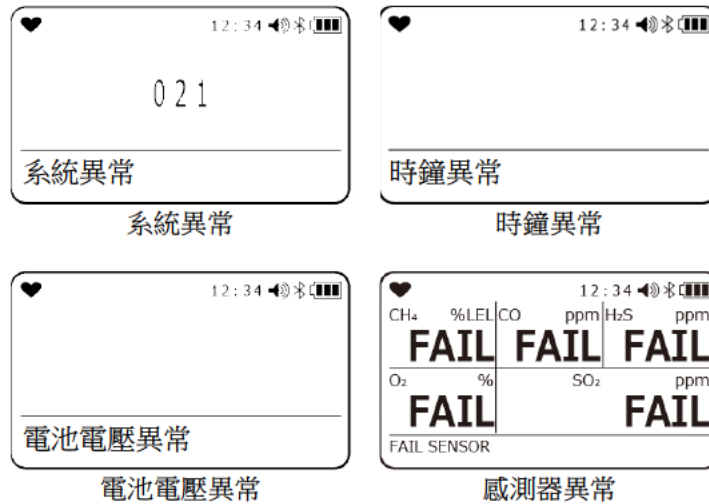 12:34
021
系統異常
系統異常
12:34
時鐘異常
時鐘異常
12:34
電池電壓異常
電池電壓異常
12:34
CH₄ %LEL CO ppm H₂S ppm
FAIL FAIL FAIL
O₂ % SO₂ ppm
FAIL FAIL
FAIL SENSOR
感測器異常